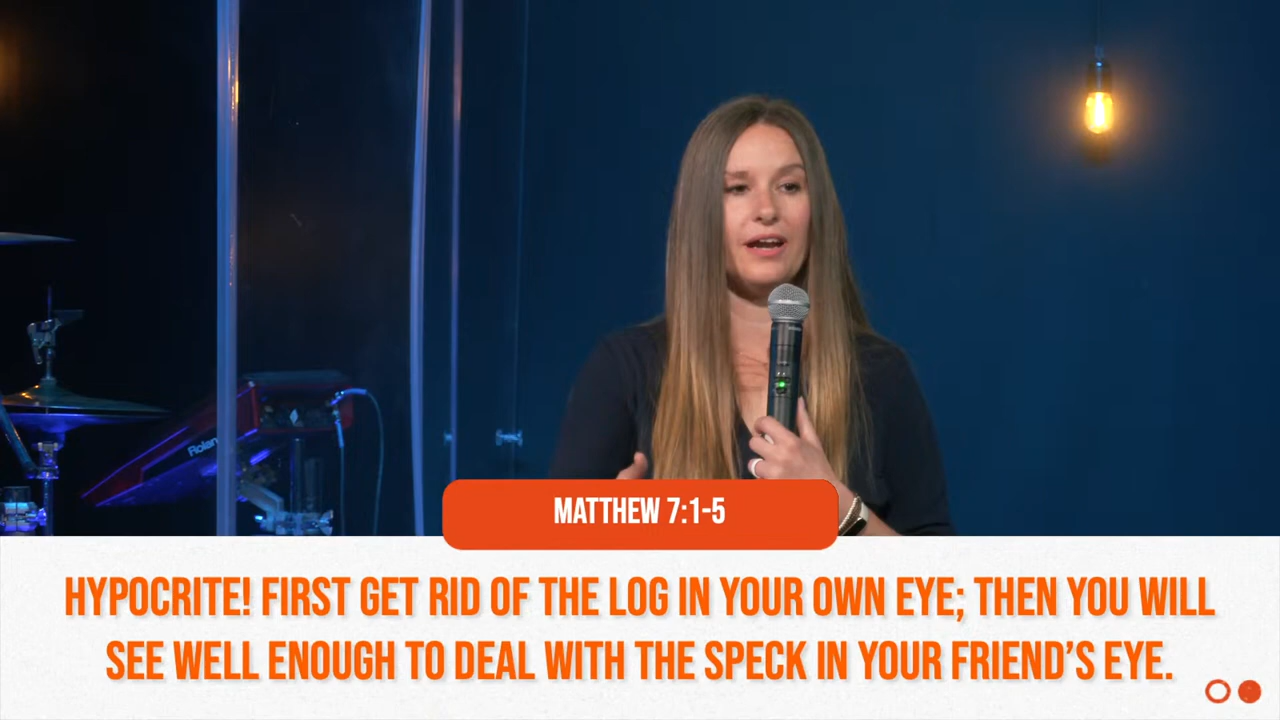 Roland
MATTHEW 7:1-5
HYPOCRITE! FIRST GET RID OF THE LOG IN YOUR OWN EYE; THEN YOU WILL
SEE WELL ENOUGH TO DEAL WITH THE SPECK IN YOUR FRIEND’S EYE.